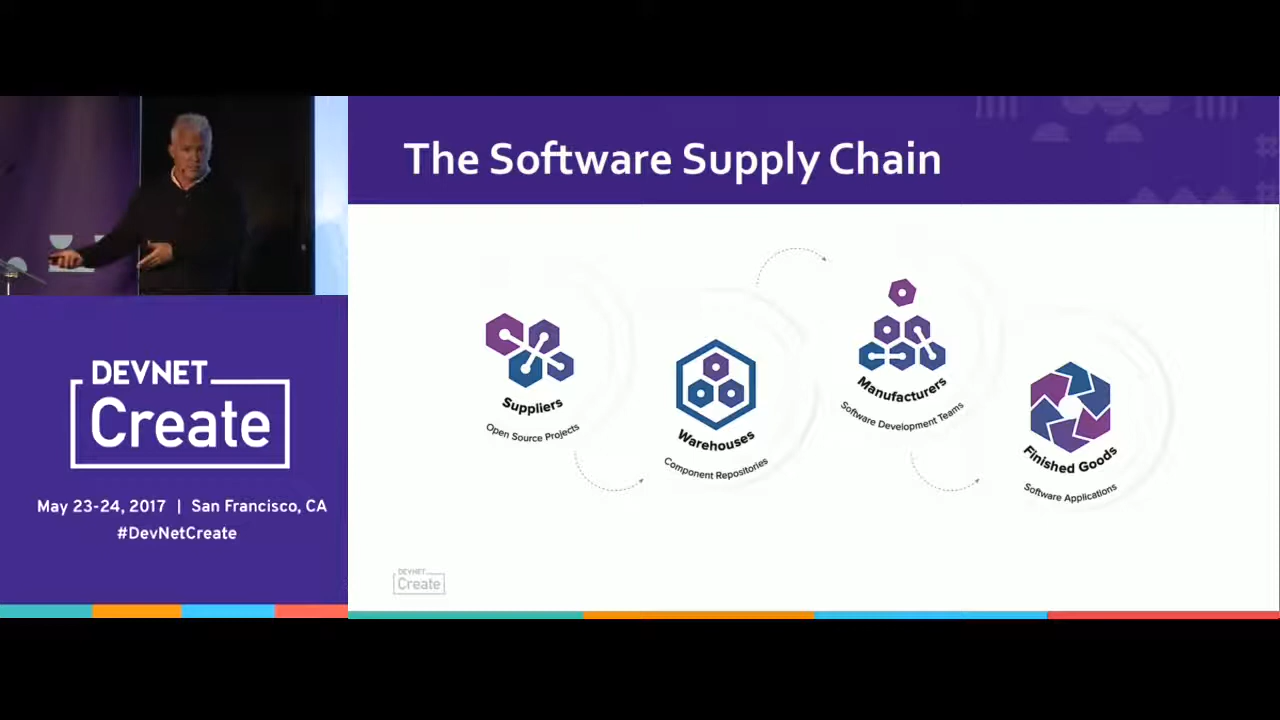 The Software Supply Chain
Suppliers
Open Source Projects
Warehouses
Component Repositories
Manufacturers
Software Development Teams
Finished Goods
Software Applications
DEVNET
Create
DEVNET
Create
May 23-24, 2017 | San Francisco, CA
#DevNetCreate